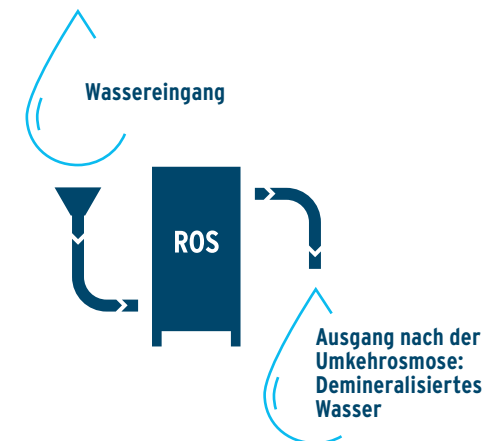 Wassereingang
ROS
Ausgang nach der
Umkehrosmose:
Demineralisiertes
Wasser